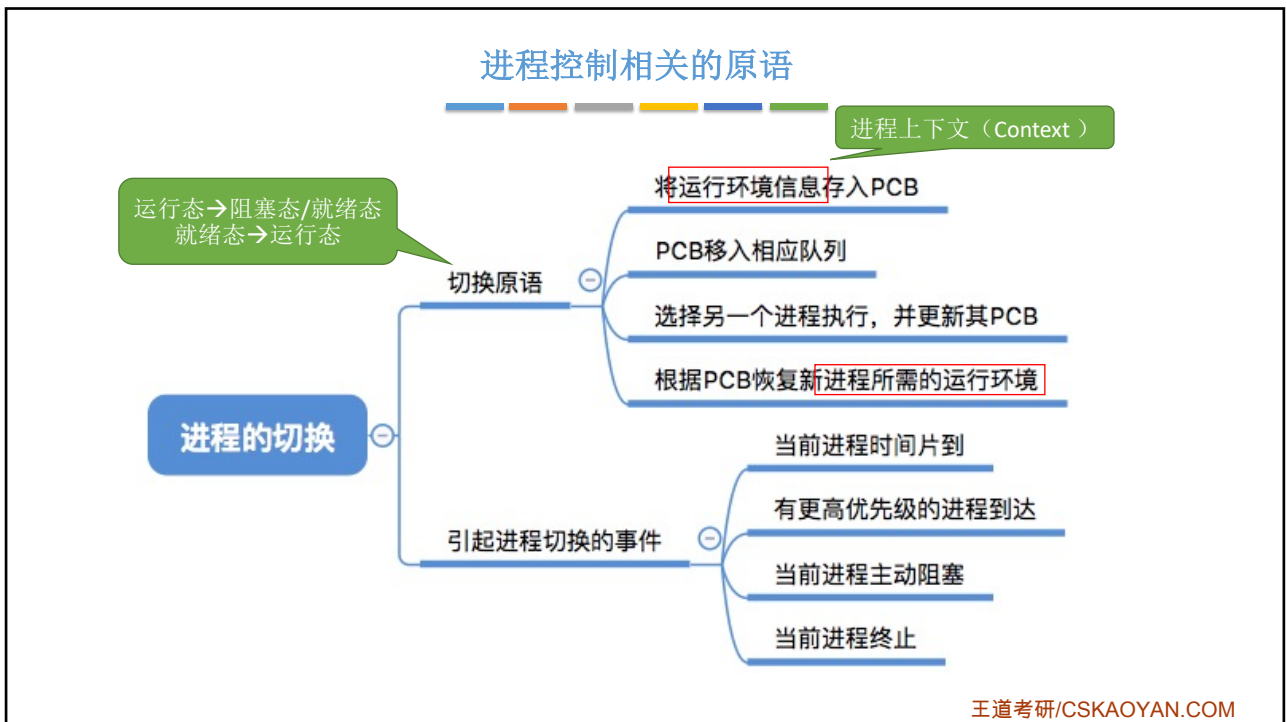 进程控制相关的原语
进程上下文（Context ）
运行态→阻塞态/就绪态
就绪态→运行态
将运行环境信息存入PCB
PCB移入相应队列
切换原语
选择另一个进程执行，并更新其PCB
根据PCB恢复新进程所需的运行环境
进程的切换
当前进程时间片到
有更高优先级的进程到达
引起进程切换的事件
当前进程主动阻塞
当前进程终止
王道考研/CSKAOYAN.COM